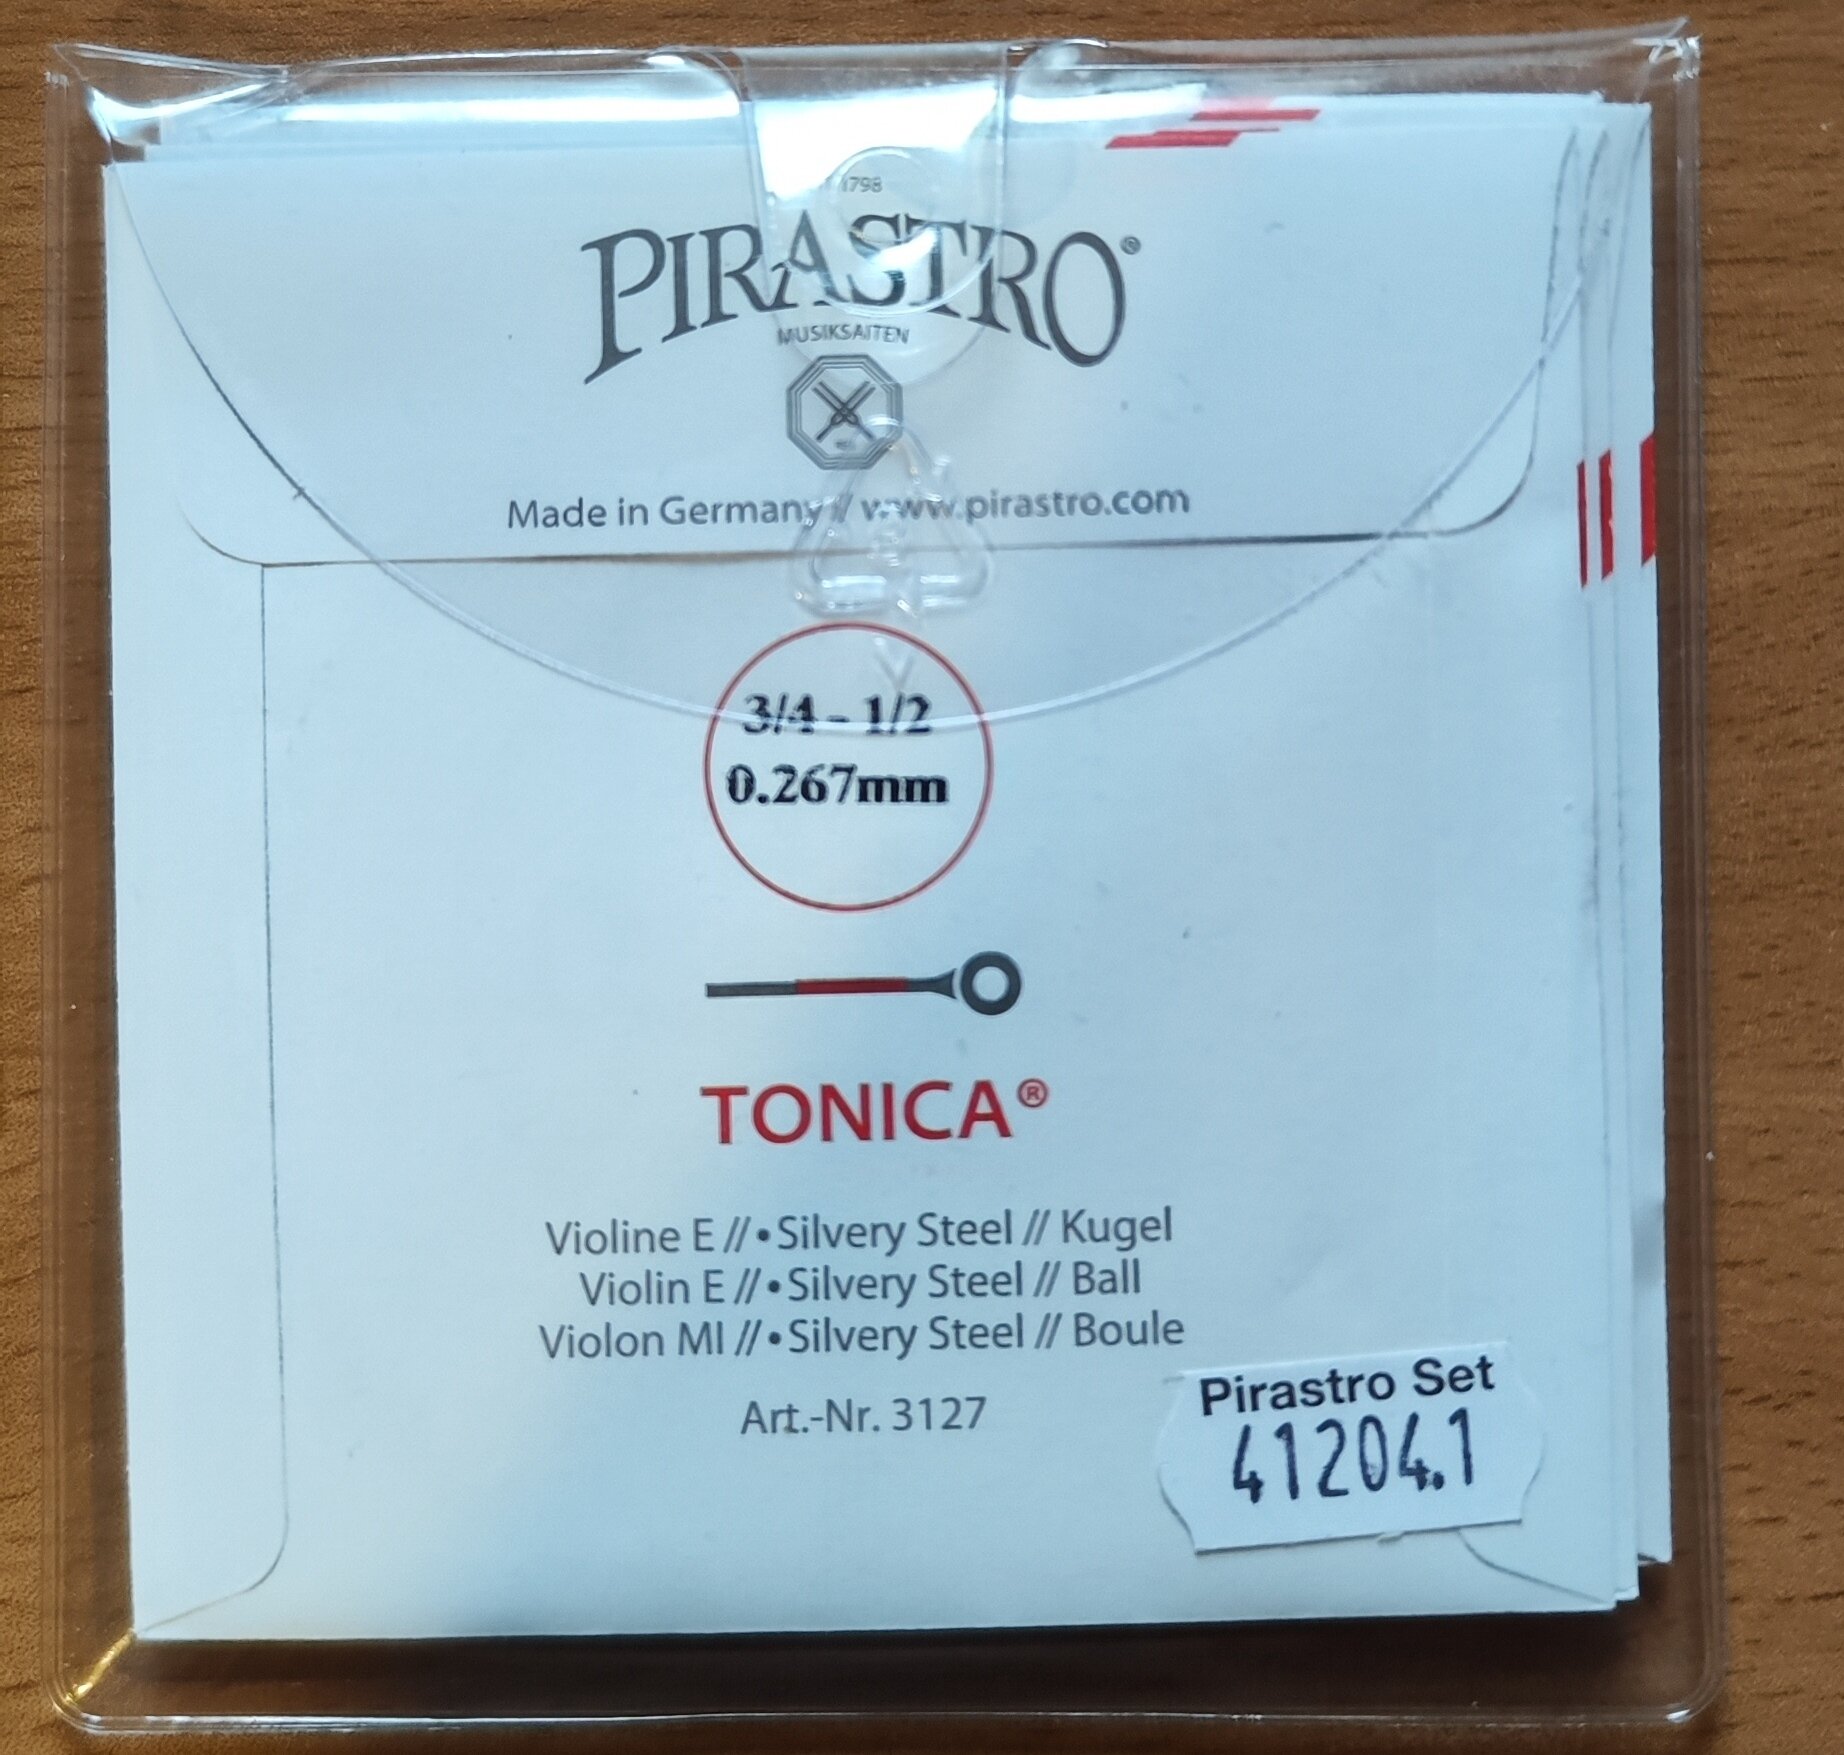 1798
PIRASTRO®
MUSIKSAITEN
Made in Germany // www.pirastro.com
3/4 - 1/2
0.267mm
TONICA®
Violine E // • Silvery Steel // Kugel
Violin E // • Silvery Steel // Ball
Violon MI // • Silvery Steel // Boule
Art.-Nr. 3127
Pirastro Set
41204.1